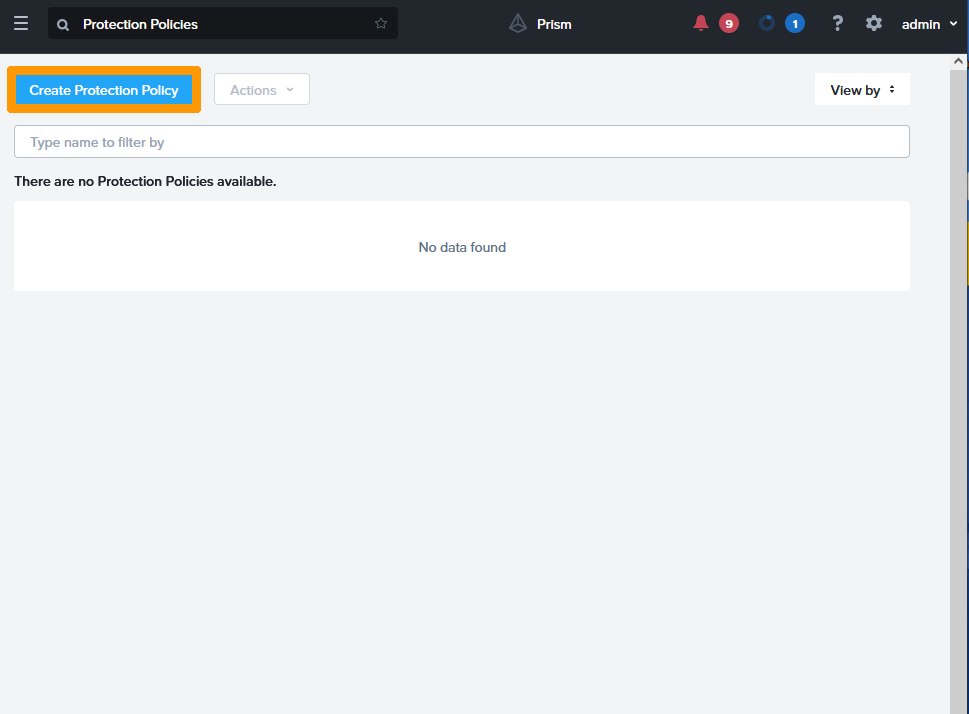 Protection Policies
Prism
9
1
?
admin
Create Protection Policy
Actions
View by
Type name to filter by
There are no Protection Policies available.
No data found